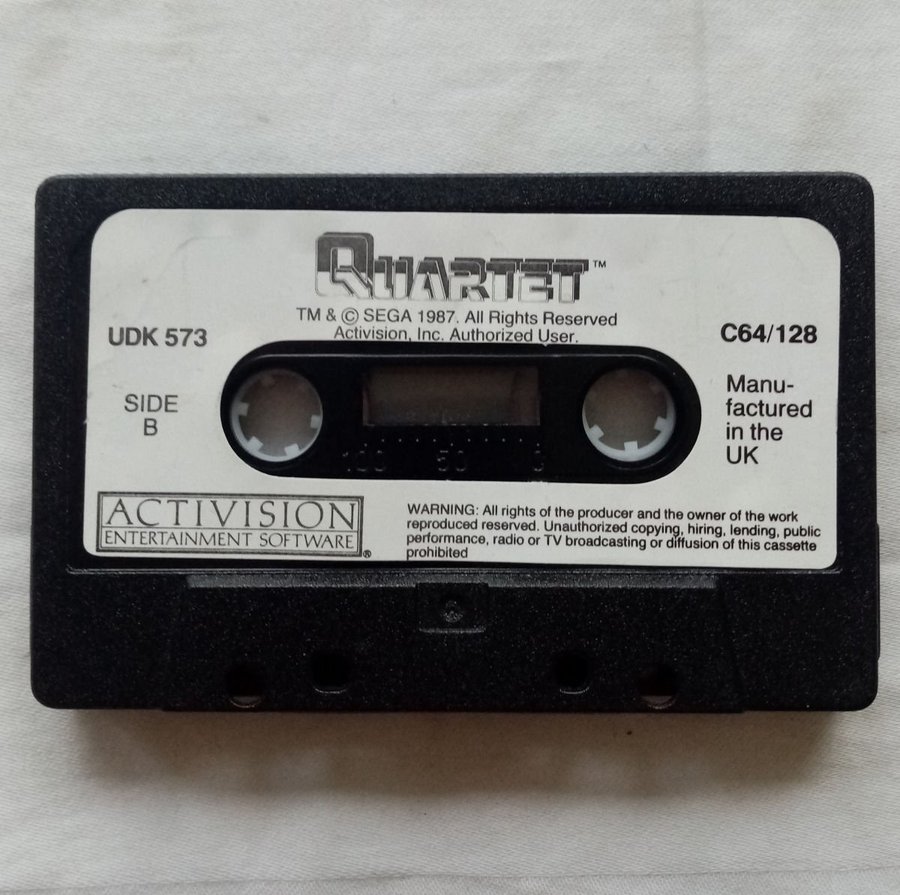 QUARTET™
TM & © SEGA 1987. All Rights Reserved
Activision, Inc. Authorized User.
UDK 573
C64/128
SIDE
B
Manu-
factured
in the
UK
100 50 0
ACTIVISION
ENTERTAINMENT SOFTWARE®
WARNING: All rights of the producer and the owner of the work
reproduced reserved. Unauthorized copying, hiring, lending, public
performance, radio or TV broadcasting or diffusion of this cassette
prohibited